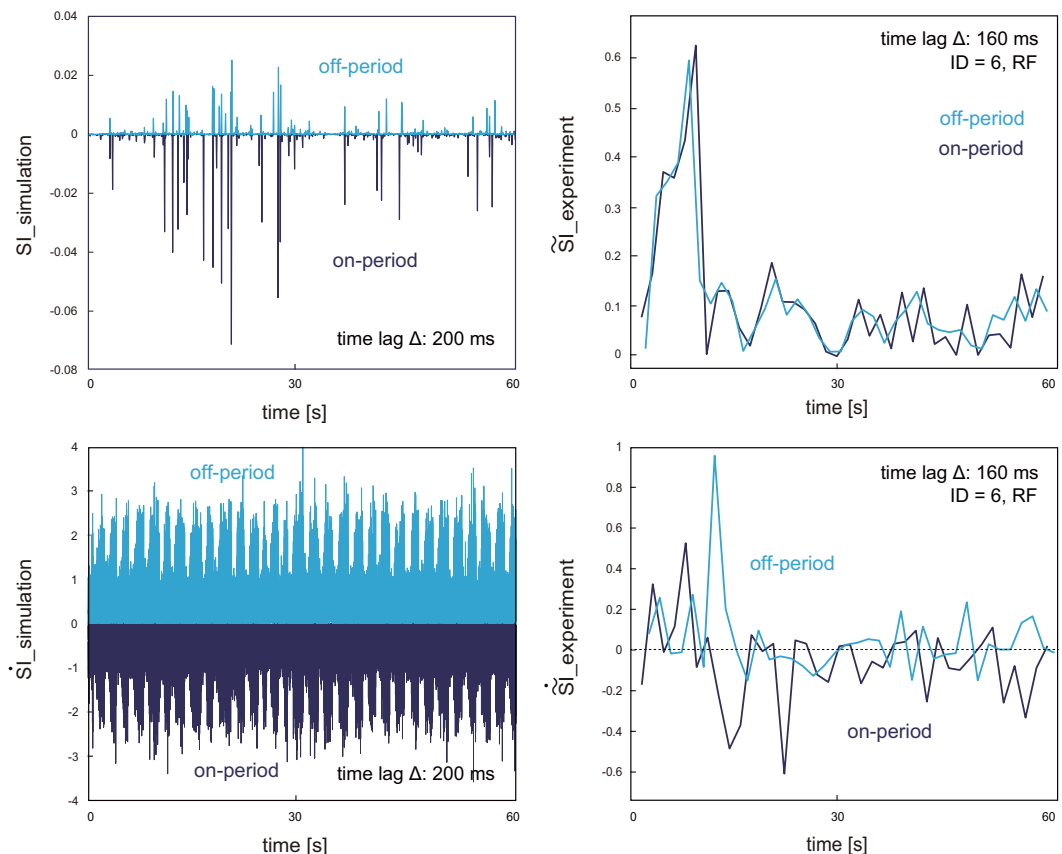 0.04
0.02
0
-0.02
-0.04
-0.06
-0.08
SI_simulation
off-period
on-period
time lag Δ: 200 ms
0
30
60
time [s]
0.6
0.5
0.4
0.3
0.2
0.1
0
S̃I_experiment
time lag Δ: 160 ms
ID = 6, RF
off-period
on-period
0
30
60
time [s]
4
3
2
1
0
-1
-2
-3
-4
ṠI_simulation
off-period
on-period
time lag Δ: 200 ms
0
30
60
time [s]
1
0.8
0.6
0.4
0.2
0
-0.2
-0.4
-0.6
S̃̇I_experiment
time lag Δ: 160 ms
ID = 6, RF
off-period
on-period
0
30
60
time [s]